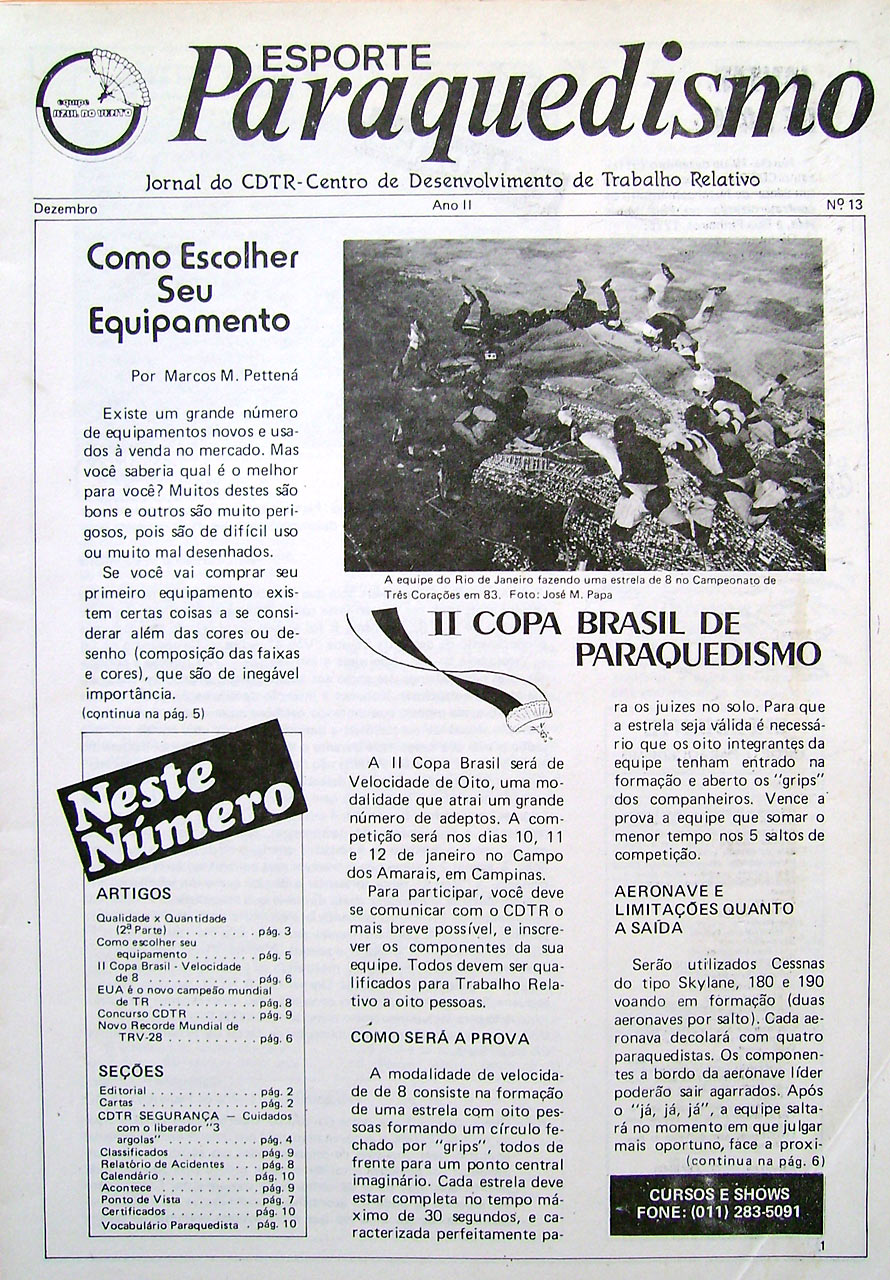 equipe
AZUL DO VENTO
ESPORTE
Paraquedismo
Jornal do CDTR-Centro de Desenvolvimento de Trabalho Relativo
Dezembro
Ano II
Nº 13
Como Escolher
Seu
Equipamento
Por Marcos M. Pettená
Existe um grande número
de equipamentos novos e usa-
dos à venda no mercado. Mas
você saberia qual é o melhor
para você? Muitos destes são
bons e outros são muito peri-
gosos, pois são de difícil uso
ou muito mal desenhados.
Se você vai comprar seu
primeiro equipamento exis-
tem certas coisas a se consi-
derar além das cores ou de-
senho (composição das faixas
e cores), que são de inegável
importância.
(continua na pág. 5)
Neste
Número
ARTIGOS
Qualidade x Quantidade
(2ª Parte) . . . . . . . . . pág. 3
Como escolher seu
equipamento . . . . . . . pág. 5
II Copa Brasil - Velocidade
de 8 . . . . . . . . . . . . pág. 6
EUA é o novo campeão mundial
de TR . . . . . . . . . . . pág. 8
Concurso CDTR . . . . . . . pág. 9
Novo Recorde Mundial de
TRV-28 . . . . . . . . . . pág. 6
SEÇÕES
Editorial . . . . . . . . . . . . pág. 2
Cartas . . . . . . . . . . . . . pág. 2
CDTR SEGURANÇA — Cuidados
com o liberador "3
argolas" . . . . . . . . . . pág. 4
Classificados . . . . . . . . . pág. 9
Relatório de Acidentes . . . pág. 8
Calendário . . . . . . . . . . . pág. 10
Acontece . . . . . . . . . . . . pág. 9
Ponto de Vista . . . . . . . . pág. 7
Certificados . . . . . . . . . . pág. 10
Vocabulário Paraquedista . pág. 10
A equipe do Rio de Janeiro fazendo uma estrela de 8 no Campeonato de
Três Corações em 83. Foto: José M. Papa
II COPA BRASIL DE
PARAQUEDISMO
A II Copa Brasil será de
Velocidade de Oito, uma mo-
dalidade que atrai um grande
número de adeptos. A com-
petição será nos dias 10, 11
e 12 de janeiro no Campo
dos Amarais, em Campinas.
Para participar, você deve
se comunicar com o CDTR o
mais breve possível, e inscre-
ver os componentes da sua
equipe. Todos devem ser qua-
lificados para Trabalho Rela-
tivo a oito pessoas.
COMO SERÁ A PROVA
A modalidade de velocida-
de de 8 consiste na formação
de uma estrela com oito pes-
soas formando um círculo fe-
chado por "grips", todos de
frente para um ponto central
imaginário. Cada estrela deve
estar completa no tempo má-
ximo de 30 segundos, e ca-
racterizada perfeitamente pa-
ra os juizes no solo. Para que
a estrela seja válida é necessá-
rio que os oito integrantes da
equipe tenham entrado na
formação e aberto os "grips"
dos companheiros. Vence a
prova a equipe que somar o
menor tempo nos 5 saltos de
competição.
AERONAVE E
LIMITAÇÕES QUANTO
A SAÍDA
Serão utilizados Cessnas
do tipo Skylane, 180 e 190
voando em formação (duas
aeronaves por salto). Cada ae-
ronave decolará com quatro
paraquedistas. Os componen-
tes a bordo da aeronave líder
poderão sair agarrados. Após
o "já, já, já", a equipe salta-
rá no momento em que julgar
mais oportuno, face a proxi-
(continua na pág. 6)
CURSOS E SHOWS
FONE: (011) 283-5091
1